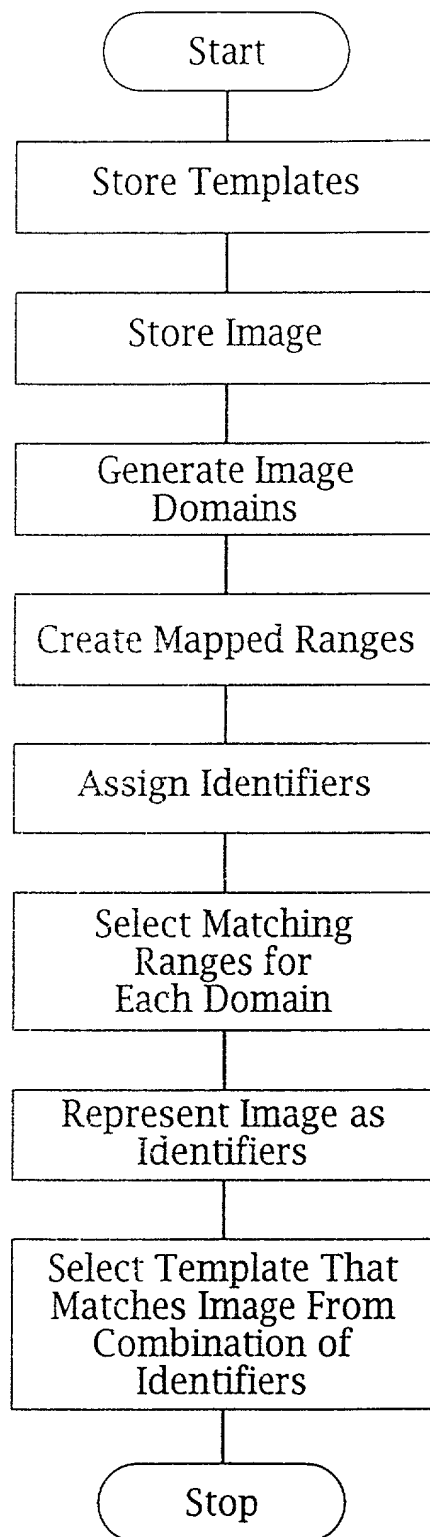 Start
Store Templates
Store Image
Generate Image
Domains
Create Mapped Ranges
Assign Identifiers
Select Matching
Ranges for
Each Domain
Represent Image as
Identifiers
Select Template That
Matches Image From
Combination of
Identifiers
Stop